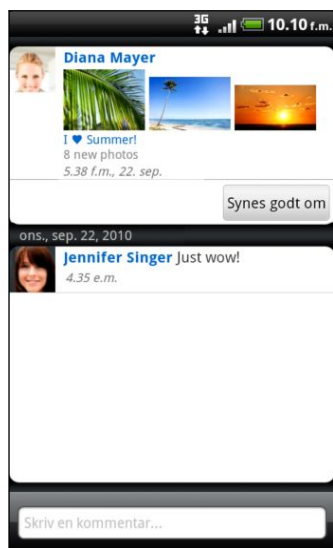 3G 10.10 f.m.
Diana Mayer
I ♥ Summer!
8 new photos
5.38 f.m., 22. sep.
Synes godt om
ons., sep. 22, 2010
Jennifer Singer Just wow!
4.35 e.m.
Skriv en kommentar...